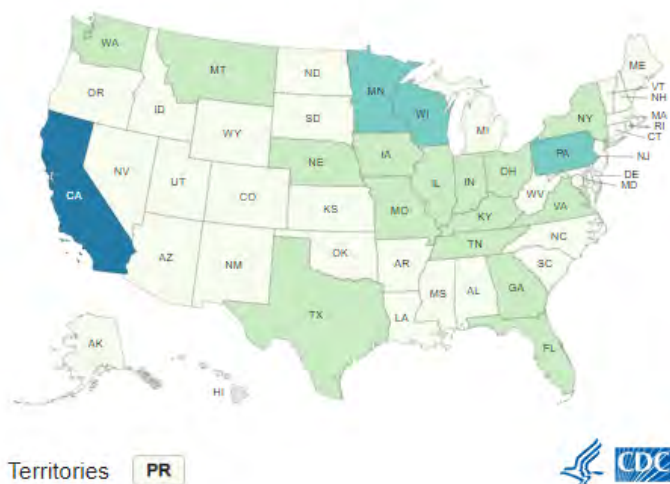 WA
MT
ND
MN
ME
OR
ID
SD
WI
VT
NH
WY
MI
NY
MA
RI
CT
NE
IA
PA
NJ
NV
UT
CO
IL
IN
OH
DE
MD
CA
KS
MO
WV
VA
KY
AZ
NM
OK
AR
TN
NC
SC
TX
LA
MS
AL
GA
AK
HI
FL
Territories PR
CDC